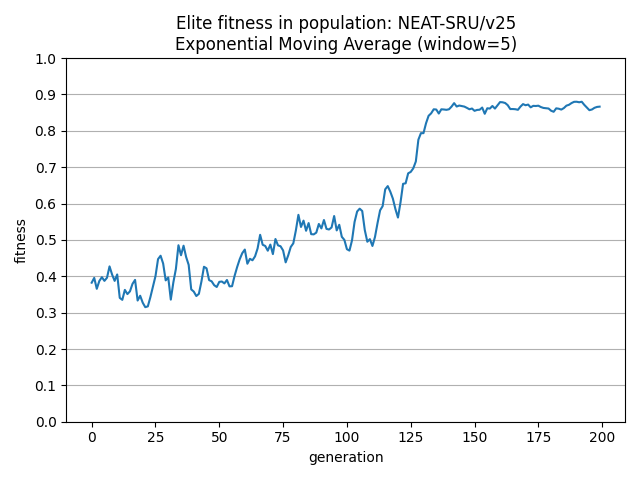 Elite fitness in population: NEAT-SRU/v25
Exponential Moving Average (window=5)
1.0
0.9
0.8
0.7
0.6
0.5
0.4
0.3
0.2
0.1
0.0
fitness
0 25 50 75 100 125 150 175 200
generation